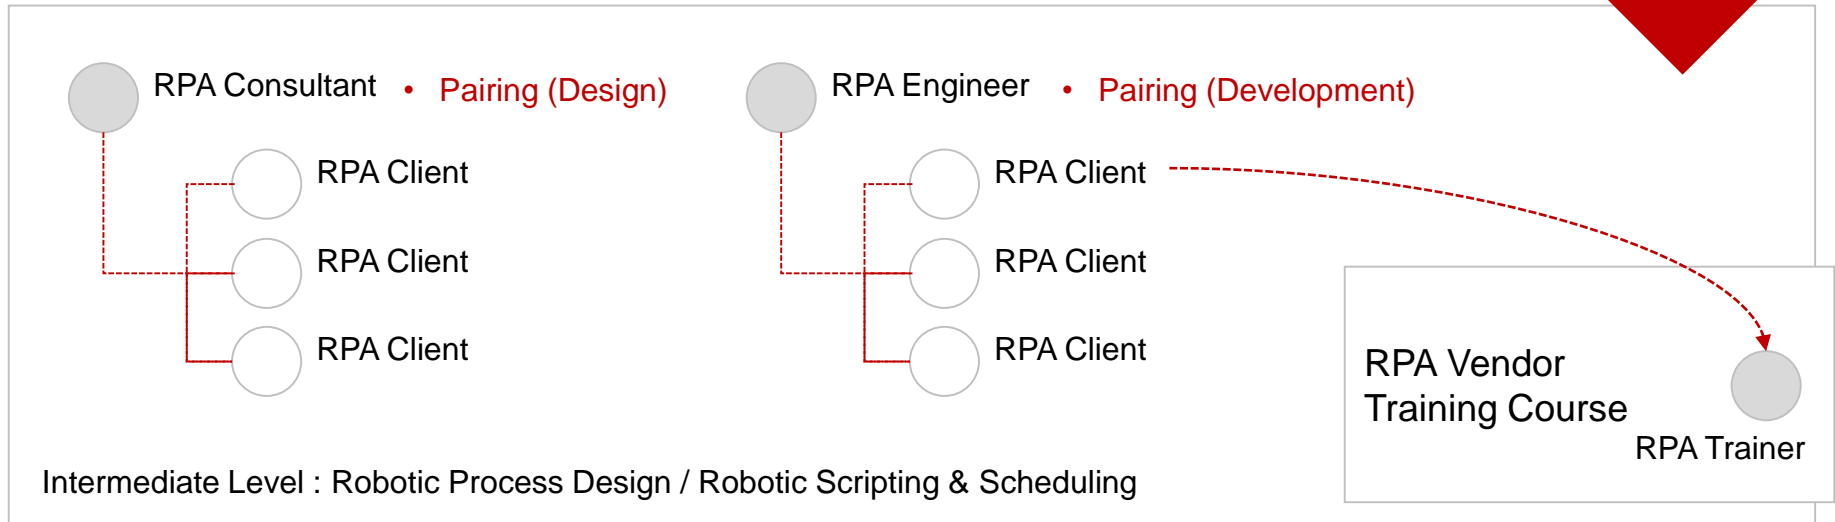 RPA Consultant • Pairing (Design)
RPA Client
RPA Client
RPA Client
RPA Engineer • Pairing (Development)
RPA Client
RPA Client
RPA Client
RPA Vendor
Training Course
RPA Trainer
Intermediate Level : Robotic Process Design / Robotic Scripting & Scheduling